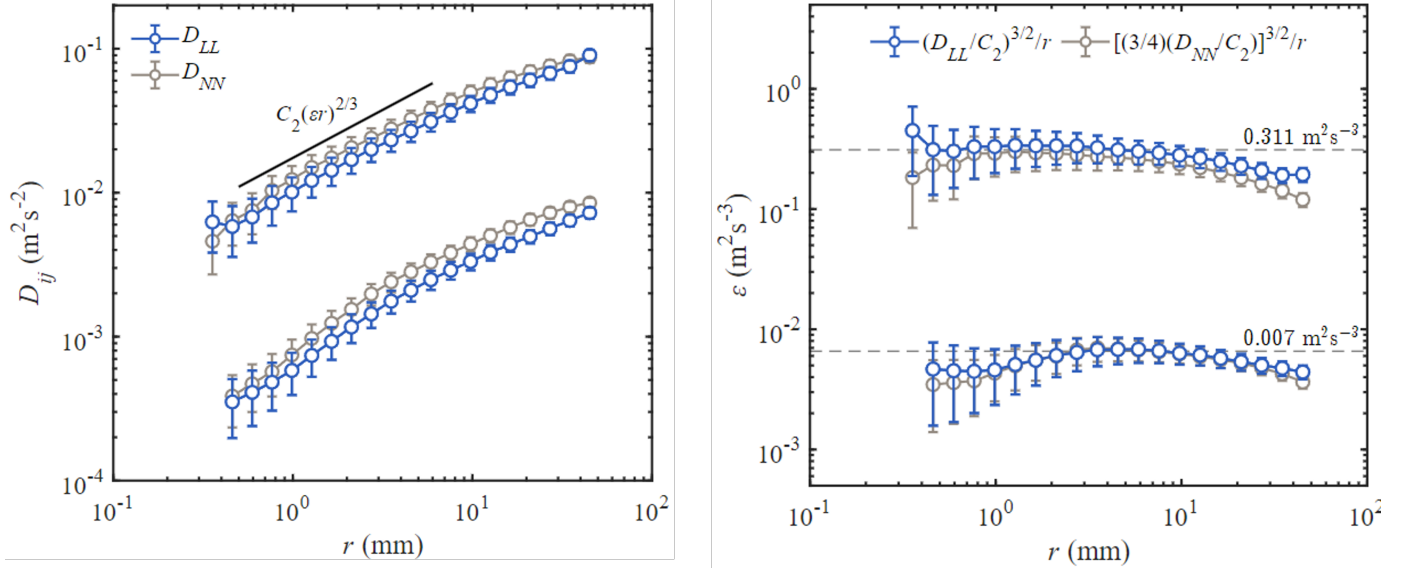 D_LL
D_NN
C_2(εr)^{2/3}
10^{-1}
10^{-2}
10^{-3}
10^{-4}
D_ij (m^2s^{-2})
10^{-1}
10^0
10^1
10^2
r (mm)
(D_LL/C_2)^{3/2}/r
[(3/4)(D_NN/C_2)]^{3/2}/r
0.311 m^2s^{−3}
0.007 m^2s^{−3}
10^0
10^{-1}
10^{-2}
10^{-3}
ε (m^2s^{-3})
10^{-1}
10^0
10^1
10^2
r (mm)